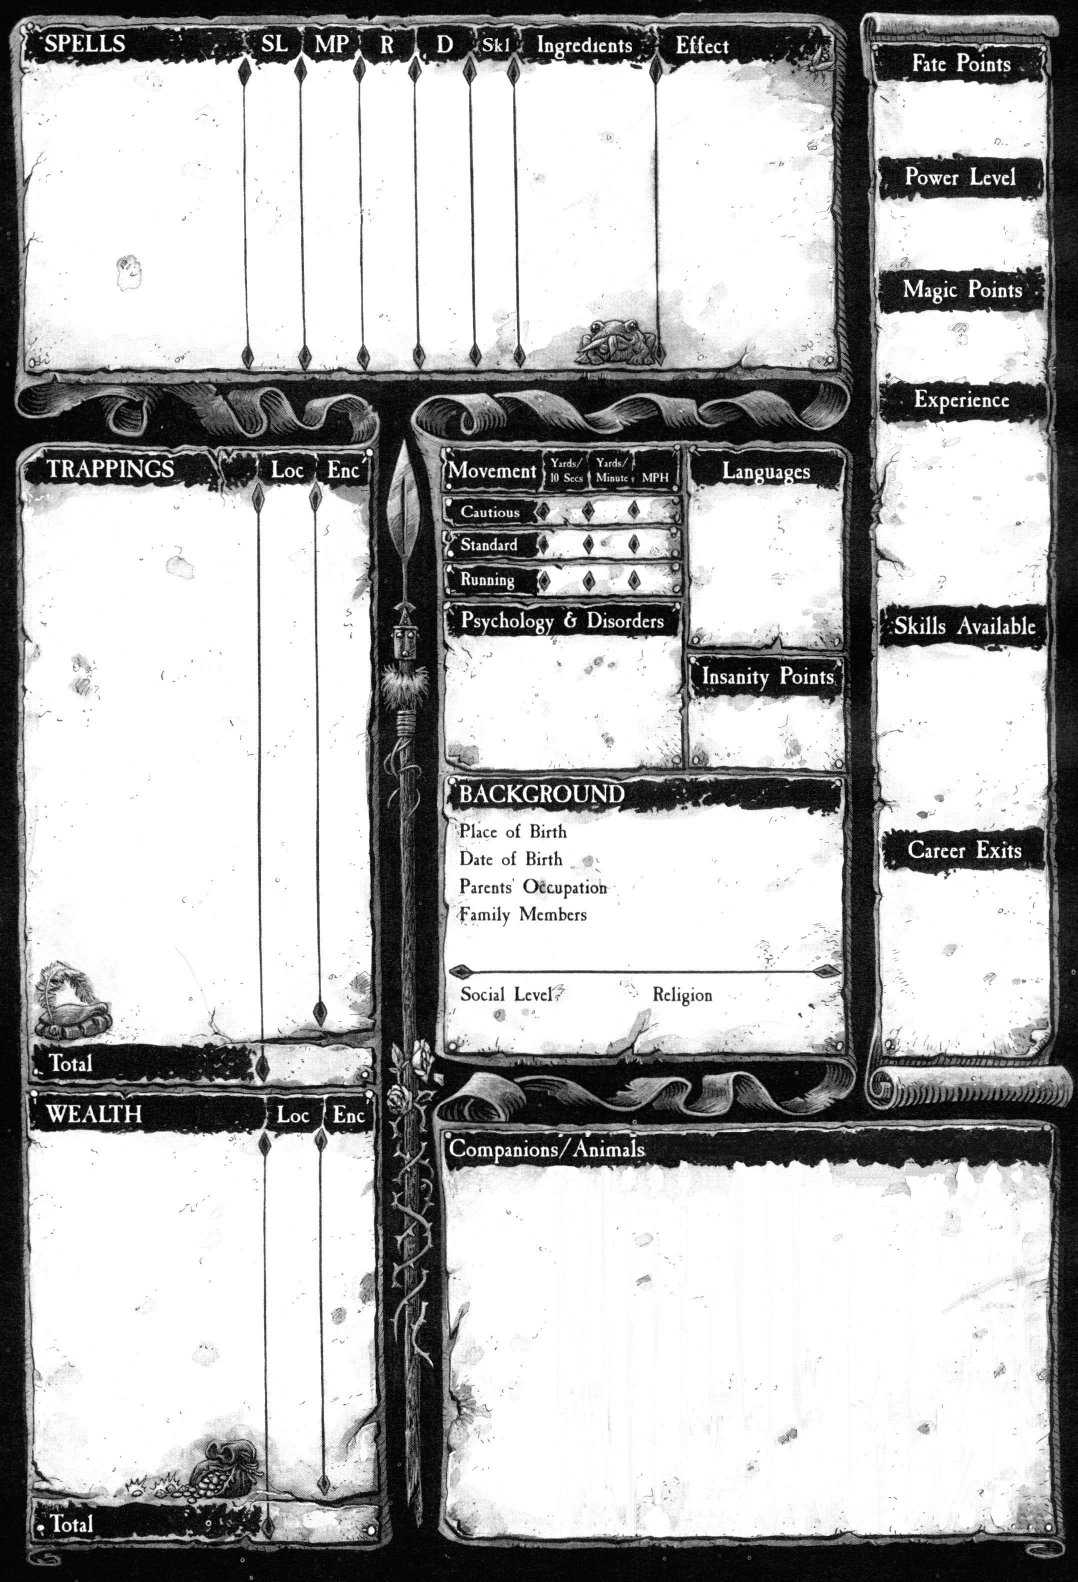 SPELLS SL MP R D Skl Ingredients Effect
Fate Points
Power Level
Magic Points
Experience
Skills Available
Career Exits
TRAPPINGS Loc Enc
Total
WEALTH Loc Enc
Total
Movement Yards/ 10 Secs Yards/ Minute MPH
Cautious
Standard
Running
Languages
Psychology & Disorders
Insanity Points
BACKGROUND
Place of Birth
Date of Birth
Parents' Occupation
Family Members
Social Level Religion
Companions/Animals